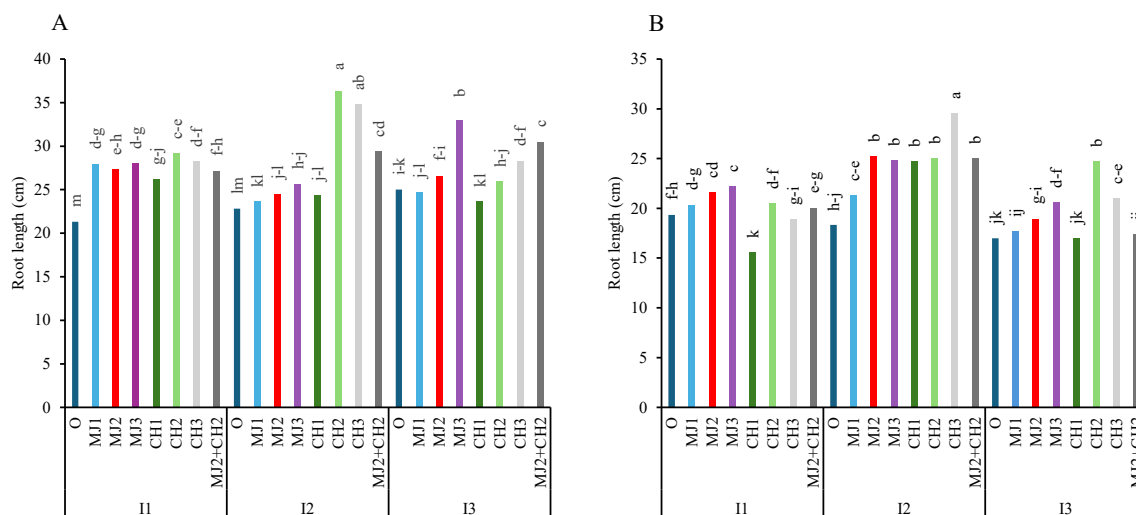 A
Root length (cm)
40
35
30
25
20
15
10
5
0
m
d-g
e-h
d-g
g-j
c-e
d-f
f-h
lm
kl
j-l
h-j
j-l
a
ab
cd
i-k
j-l
f-i
b
kl
h-j
d-f
c
O
MJ1
MJ2
MJ3
CH1
CH2
CH3
MJ2+CH2
O
MJ1
MJ2
MJ3
CH1
CH2
CH3
MJ2+CH2
O
MJ1
MJ2
MJ3
CH1
CH2
CH3
MJ2+CH2
I1
I2
I3
B
Root length (cm)
35
30
25
20
15
10
5
0
f-h
d-g
cd
c
k
d-f
g-i
e-g
h-j
c-e
b
b
b
b
a
b
jk
ij
g-i
d-f
jk
b
c-e
O
MJ1
MJ2
MJ3
CH1
CH2
CH3
MJ2+CH2
O
MJ1
MJ2
MJ3
CH1
CH2
CH3
MJ2+CH2
O
MJ1
MJ2
MJ3
CH1
CH2
CH3
MJ2+CH2
I1
I2
I3